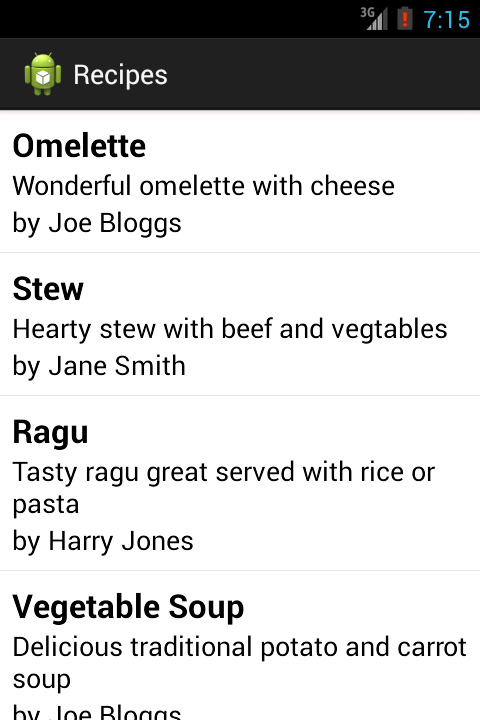 3G
7:15
Recipes
Omelette
Wonderful omelette with cheese
by Joe Bloggs
Stew
Hearty stew with beef and vegtables
by Jane Smith
Ragu
Tasty ragu great served with rice or
pasta
by Harry Jones
Vegetable Soup
Delicious traditional potato and carrot
soup
by Joe Bloggs